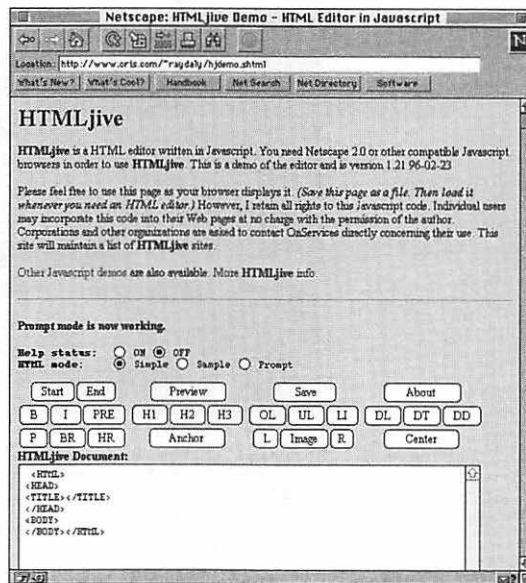 Netscape: HTMLjive Demo - HTML Editor in Javascript
Location: http://www.orls.com/~raydaly/hjdemo.shtml
What's New? What's Cool? Handbook Net Search Net Directory Software
HTMLjive
HTMLjive is a HTML editor written in Javascript. You need Netscape 2.0 or other compatible Javascript
browsers in order to use HTMLjive. This is a demo of the editor and is version 1.21 96-02-23
Please feel free to use this page as your browser displays it. (Save this page as a file. Then load it
whenever you need an HTML editor.) However, I retain all rights to this Javascript code. Individual users
may incorporate this code into their Web pages at no charge with the permission of the author.
Corporations and other organizations are asked to contact OnServices directly concerning their use. This
site will maintain a list of HTMLjive sites.
Other Javascript demos are also available. More HTMLjive info.
Prompt mode is now working.
Help status: ON OFF
HTML mode: Simple Sample Prompt
Start End Preview Save About
B I PRE H1 H2 H3 OL UL LI DL DT DD
P BR HR Anchor L Image R Center
HTMLjive Document:
<HTML>
<HEAD>
<TITLE></TITLE>
</HEAD>
<BODY>
</BODY></HTML>